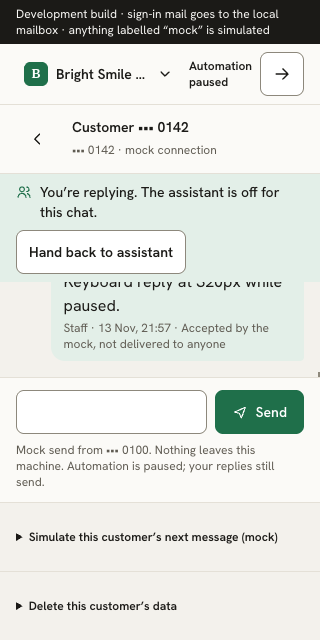 Development build · sign-in mail goes to the local
mailbox · anything labelled “mock” is simulated
B Bright Smile ... Automation
paused
Customer ••• 0142
••• 0142 · mock connection
You’re replying. The assistant is off for
this chat.
Hand back to assistant
Keyboard reply at 320px while
paused.
Staff · 13 Nov, 21:57 · Accepted by the
mock, not delivered to anyone
Send
Mock send from ••• 0100. Nothing leaves this
machine. Automation is paused; your replies still
send.
Simulate this customer’s next message (mock)
Delete this customer’s data